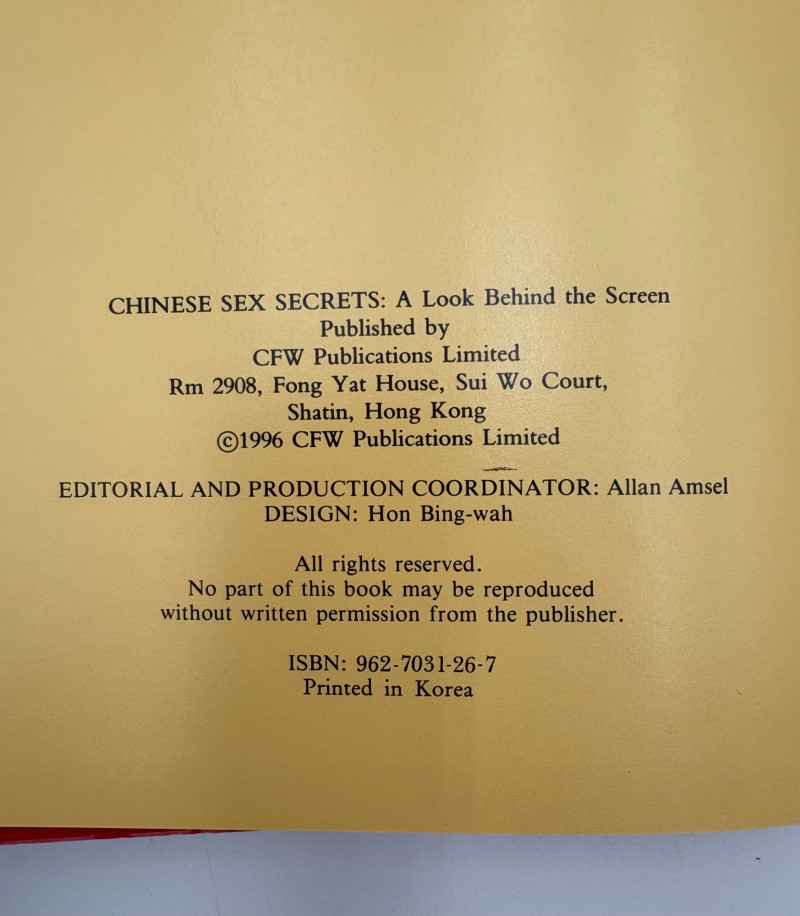 CHINESE SEX SECRETS: A Look Behind the Screen
Published by
CFW Publications Limited
Rm 2908, Fong Yat House, Sui Wo Court,
Shatin, Hong Kong
©1996 CFW Publications Limited
EDITORIAL AND PRODUCTION COORDINATOR: Allan Amsel
DESIGN: Hon Bing-wah
All rights reserved.
No part of this book may be reproduced
without written permission from the publisher.
ISBN: 962-7031-26-7
Printed in Korea